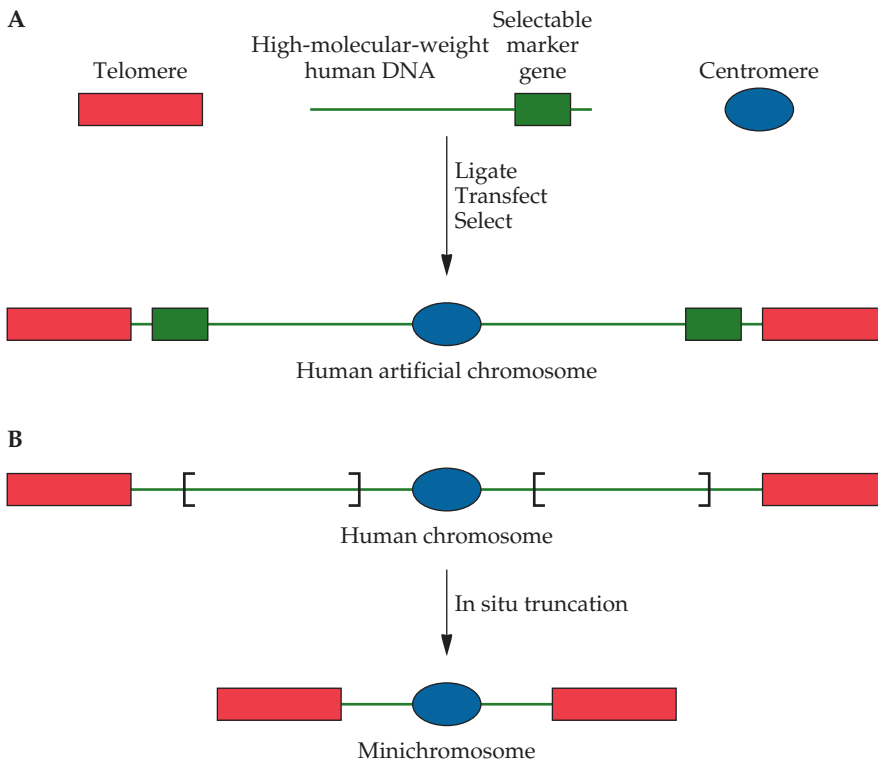 A
Telomere
High-molecular-weight
human DNA
Selectable
marker
gene
Centromere
Ligate
Transfect
Select
Human artificial chromosome
B
Human chromosome
In situ truncation
Minichromosome